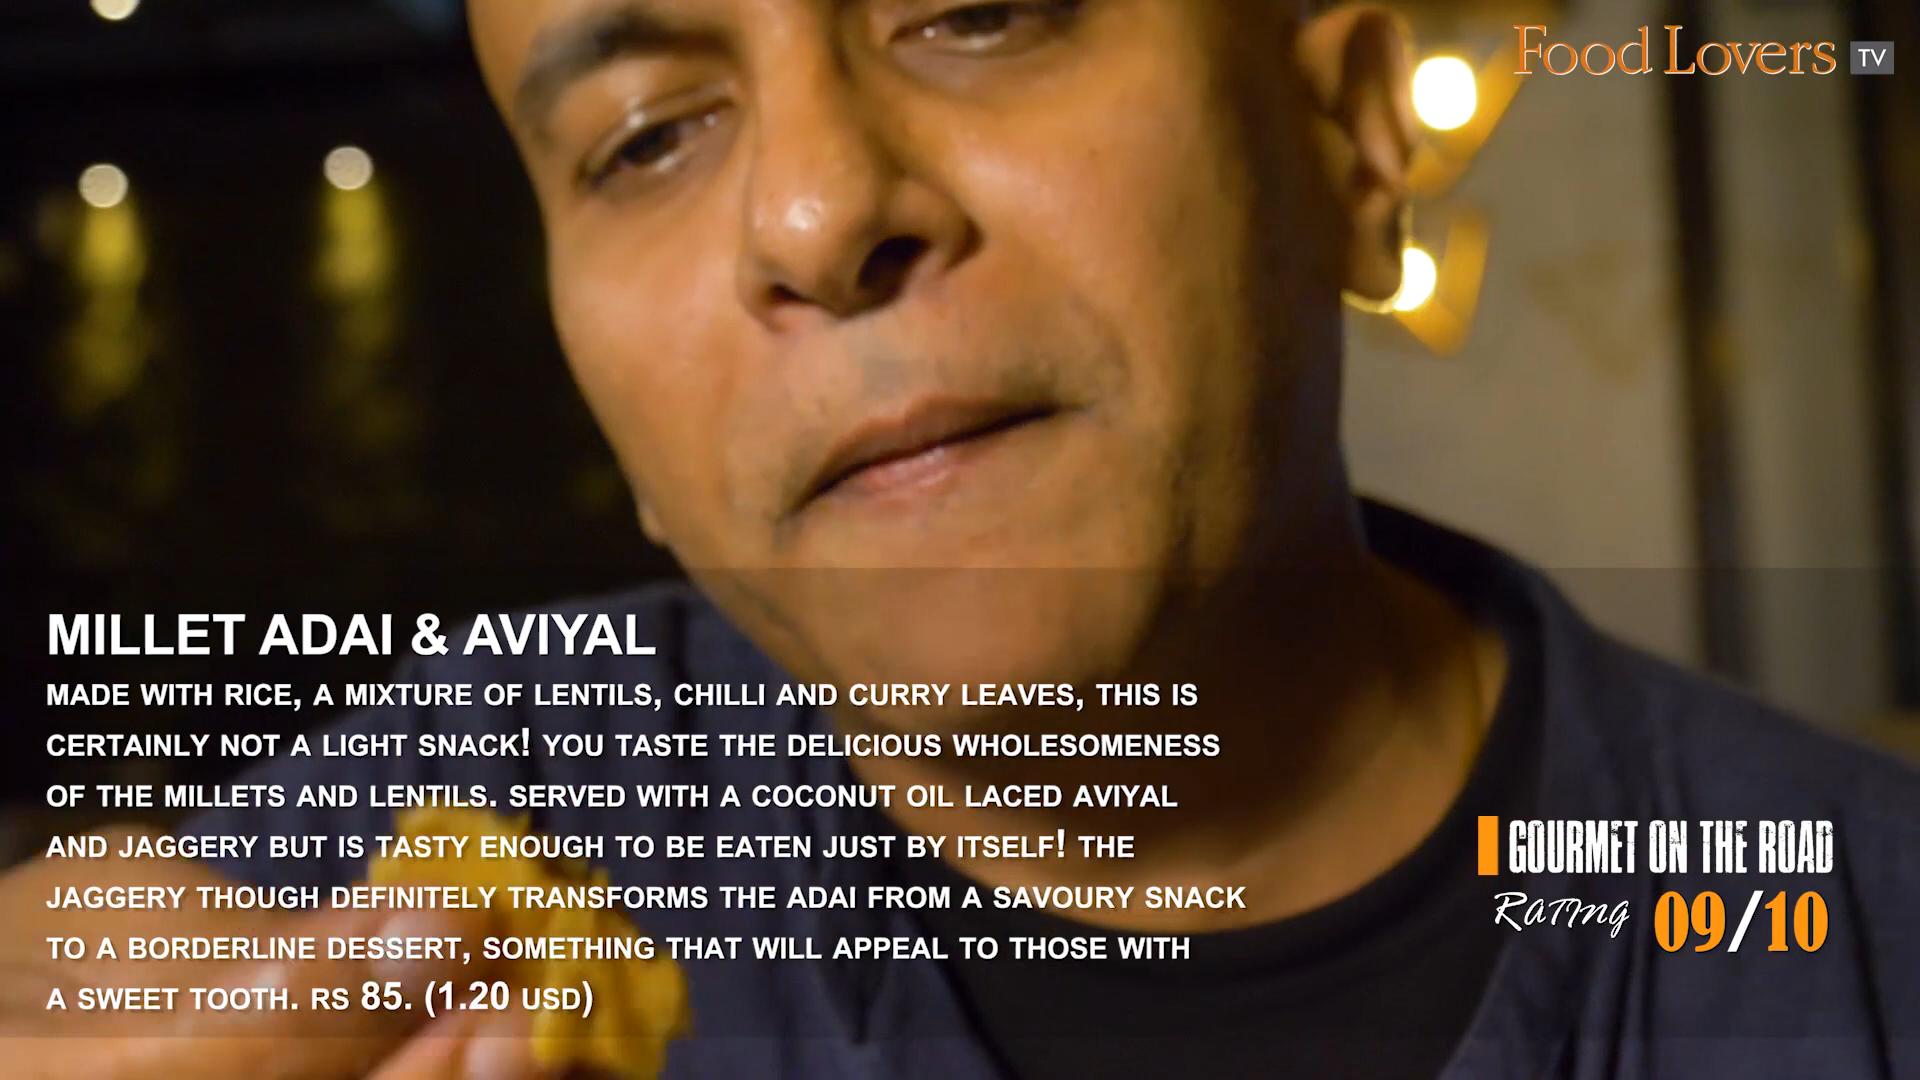 Food Lovers TV
MILLET ADAI & AVIYAL
MADE WITH RICE, A MIXTURE OF LENTILS, CHILLI AND CURRY LEAVES, THIS IS
CERTAINLY NOT A LIGHT SNACK! YOU TASTE THE DELICIOUS WHOLESOMENESS
OF THE MILLETS AND LENTILS. SERVED WITH A COCONUT OIL LACED AVIYAL
AND JAGGERY BUT IS TASTY ENOUGH TO BE EATEN JUST BY ITSELF! THE
JAGGERY THOUGH DEFINITELY TRANSFORMS THE ADAI FROM A SAVOURY SNACK
TO A BORDERLINE DESSERT, SOMETHING THAT WILL APPEAL TO THOSE WITH
A SWEET TOOTH. RS 85. (1.20 USD)
GOURMET ON THE ROAD
Rating 09/10